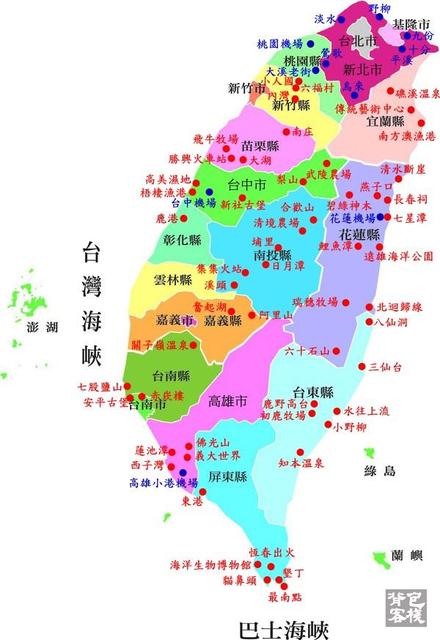 野柳
淡水
基隆市
台北市
九份
十分
平溪
桃園機場
桃園縣
鶯歌
新北市
大溪老街
小人國
烏來
新竹市
六福村
內灣
新竹縣
礁溪溫泉
傳統藝術中心
宜蘭縣
南方澳漁港
南庄
飛牛牧場
苗栗縣
勝興火車站
大湖
武陵農場
清水斷崖
梨山
高美濕地
梧棲漁港
台中市
燕子口
碧綠神木
長春祠
台中機場
新社古堡
合歡山
花蓮機場
七星潭
鹿港
清境農場
花蓮縣
彰化縣
埔里
鯉魚潭
遠雄海洋公園
南投縣
日月潭
集集火站
溪頭
雲林縣
台灣海峽
澎湖
奮起湖
瑞穗牧場
北迴歸線
嘉義市
嘉義縣
阿里山
八仙洞
關子嶺溫泉
六十石山
三仙台
台南縣
七股鹽山
安平古堡
赤崁樓
台南市
高雄市
台東縣
鹿野高台
初鹿牧場
水往上流
小野柳
蓮池潭
佛光山
義大世界
西子灣
知本溫泉
綠島
高雄小港機場
屏東縣
東港
恆春出火
海洋生物博物館
墾丁
貓鼻頭
最南點
蘭嶼
巴士海峽
背包客棧